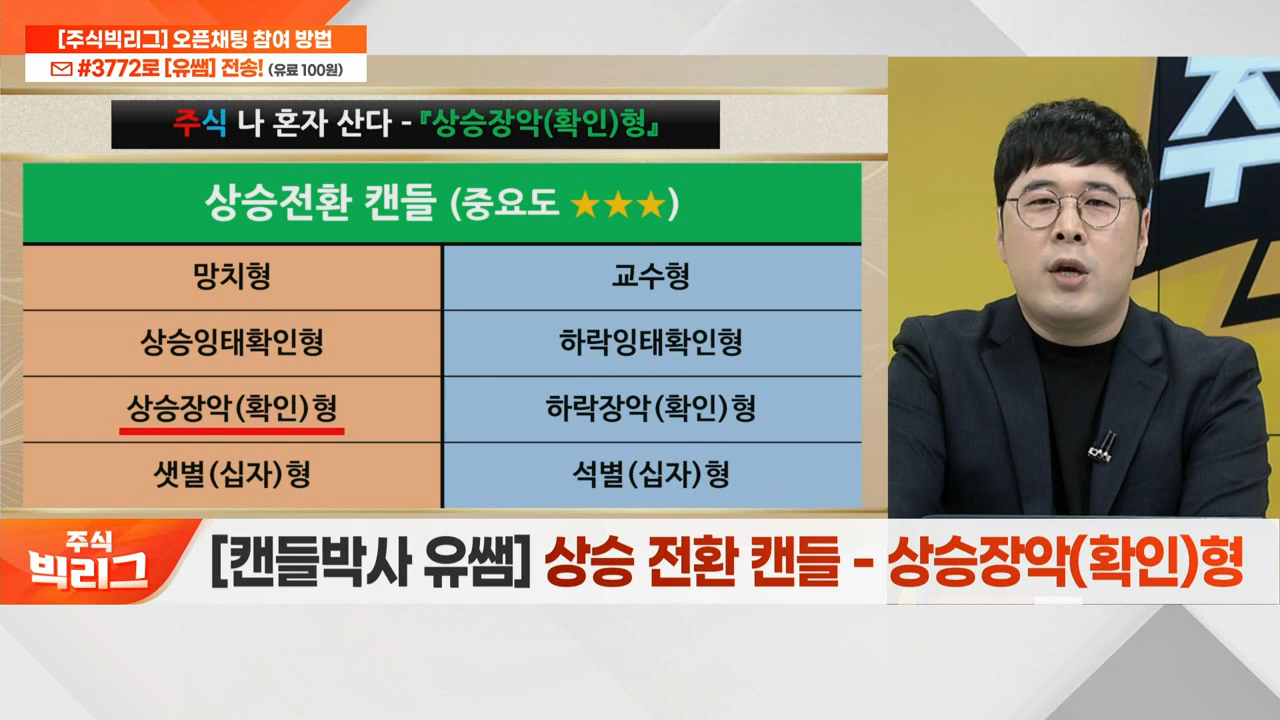 [주식빅리그] 오픈채팅 참여 방법
#3772로 [유쌤] 전송! (유료 100원)
주식 나 혼자 산다 - 『상승장악(확인)형』
상승전환 캔들 (중요도 ★★★)
망치형 교수형
상승잉태확인형 하락잉태확인형
상승장악(확인)형 하락장악(확인)형
샛별(십자)형 석별(십자)형
주식
빅리그
[캔들박사 유쌤] 상승 전환 캔들 - 상승장악(확인)형